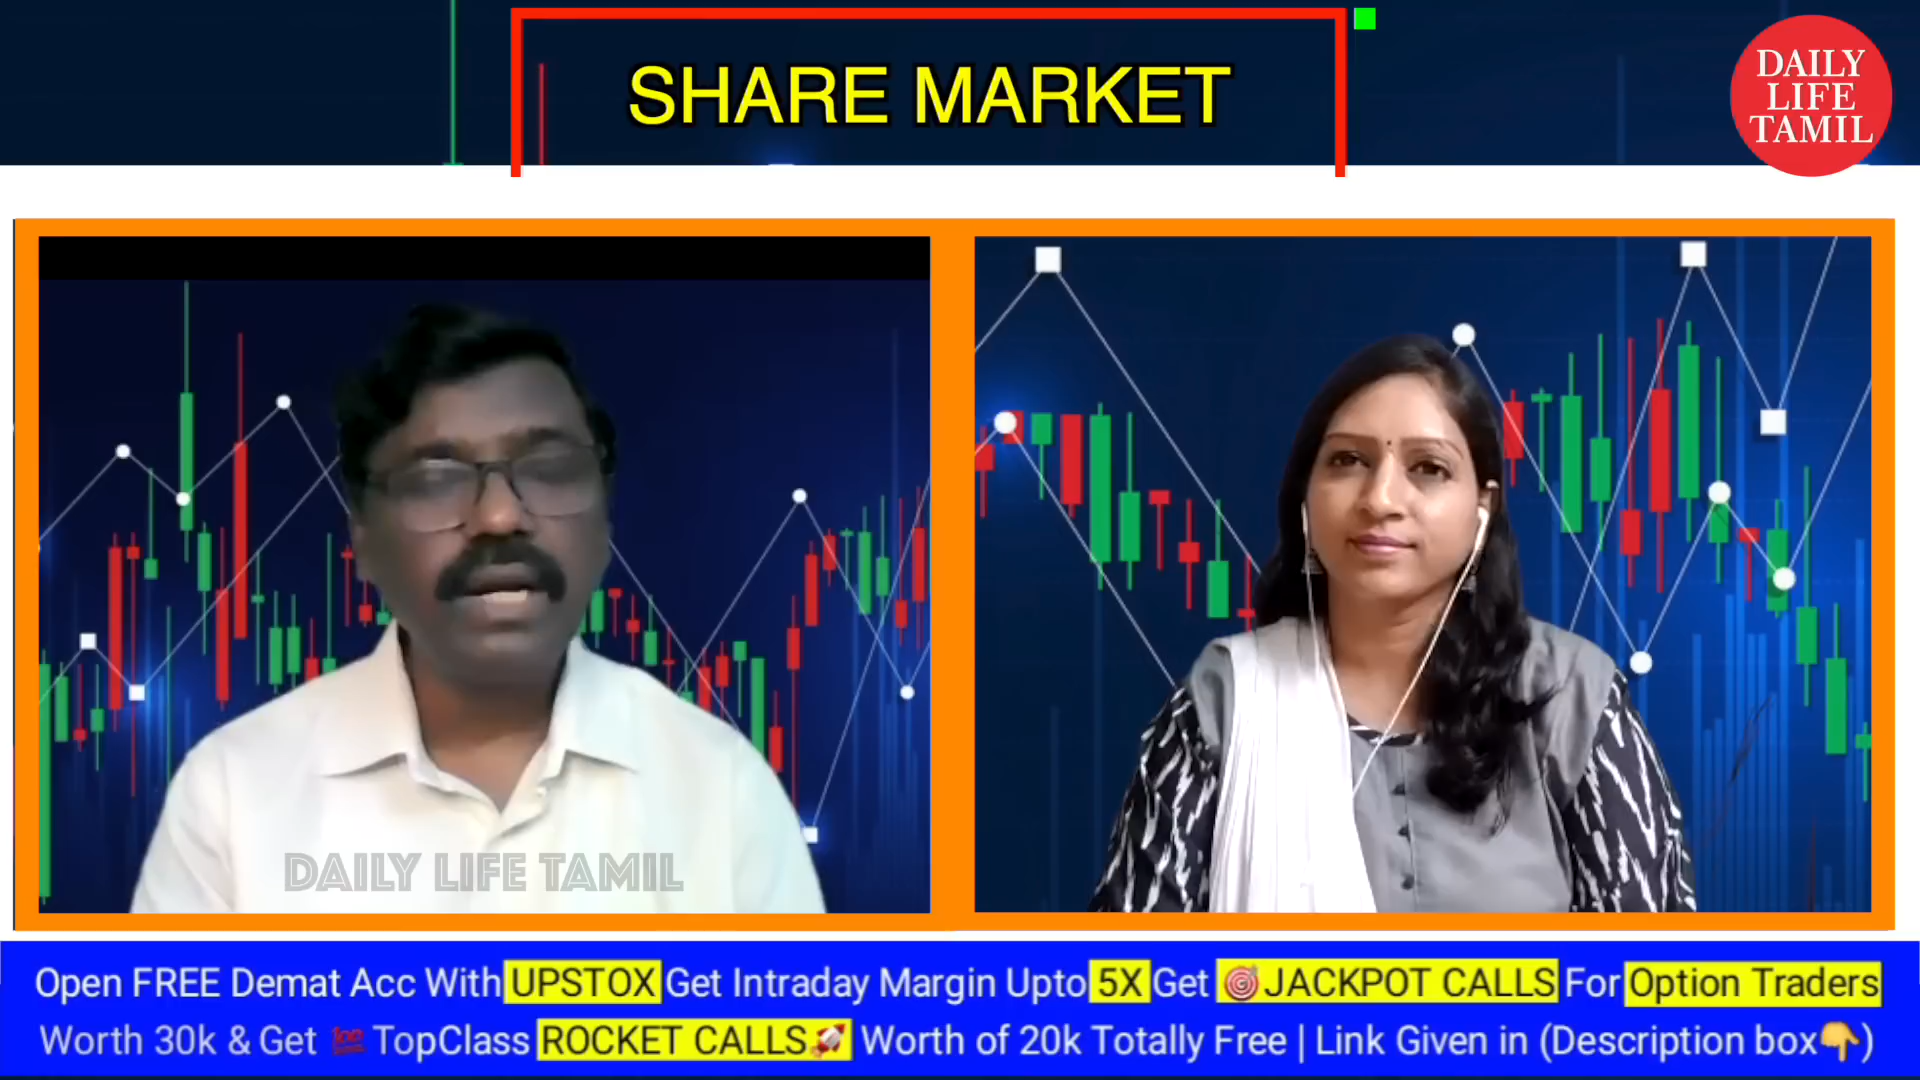 SHARE MARKET
DAILY
LIFE
TAMIL
DAILY LIFE TAMIL
Open FREE Demat Acc With UPSTOX Get Intraday Margin Upto 5X Get 🎯JACKPOT CALLS For Option Traders
Worth 30k & Get 💯 TopClass ROCKET CALLS🚀 Worth of 20k Totally Free | Link Given in (Description box👇)